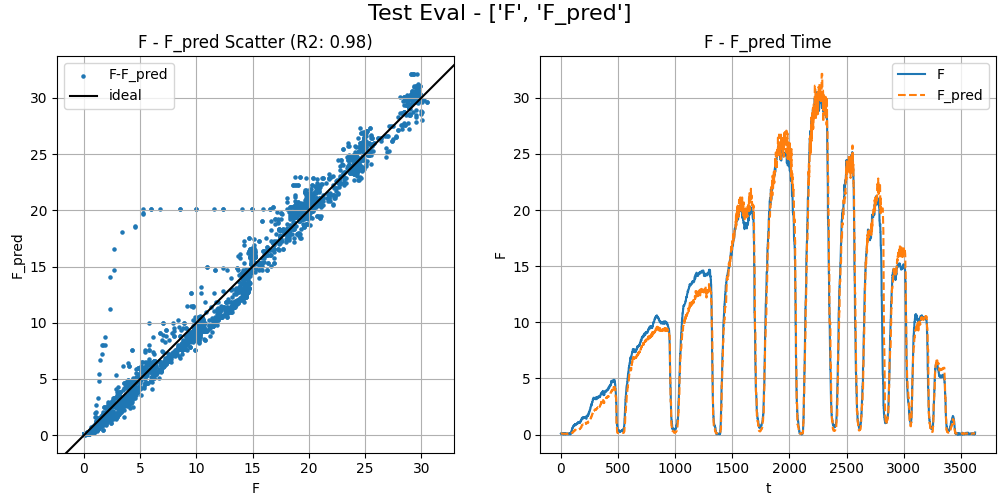 Test Eval - ['F', 'F_pred']
F - F_pred Scatter (R2: 0.98)
F-F_pred
ideal
30
25
20
15
10
5
0
F_pred
0 5 10 15 20 25 30
F
F - F_pred Time
F
F_pred
30
25
20
15
10
5
0
F
0 500 1000 1500 2000 2500 3000 3500
t